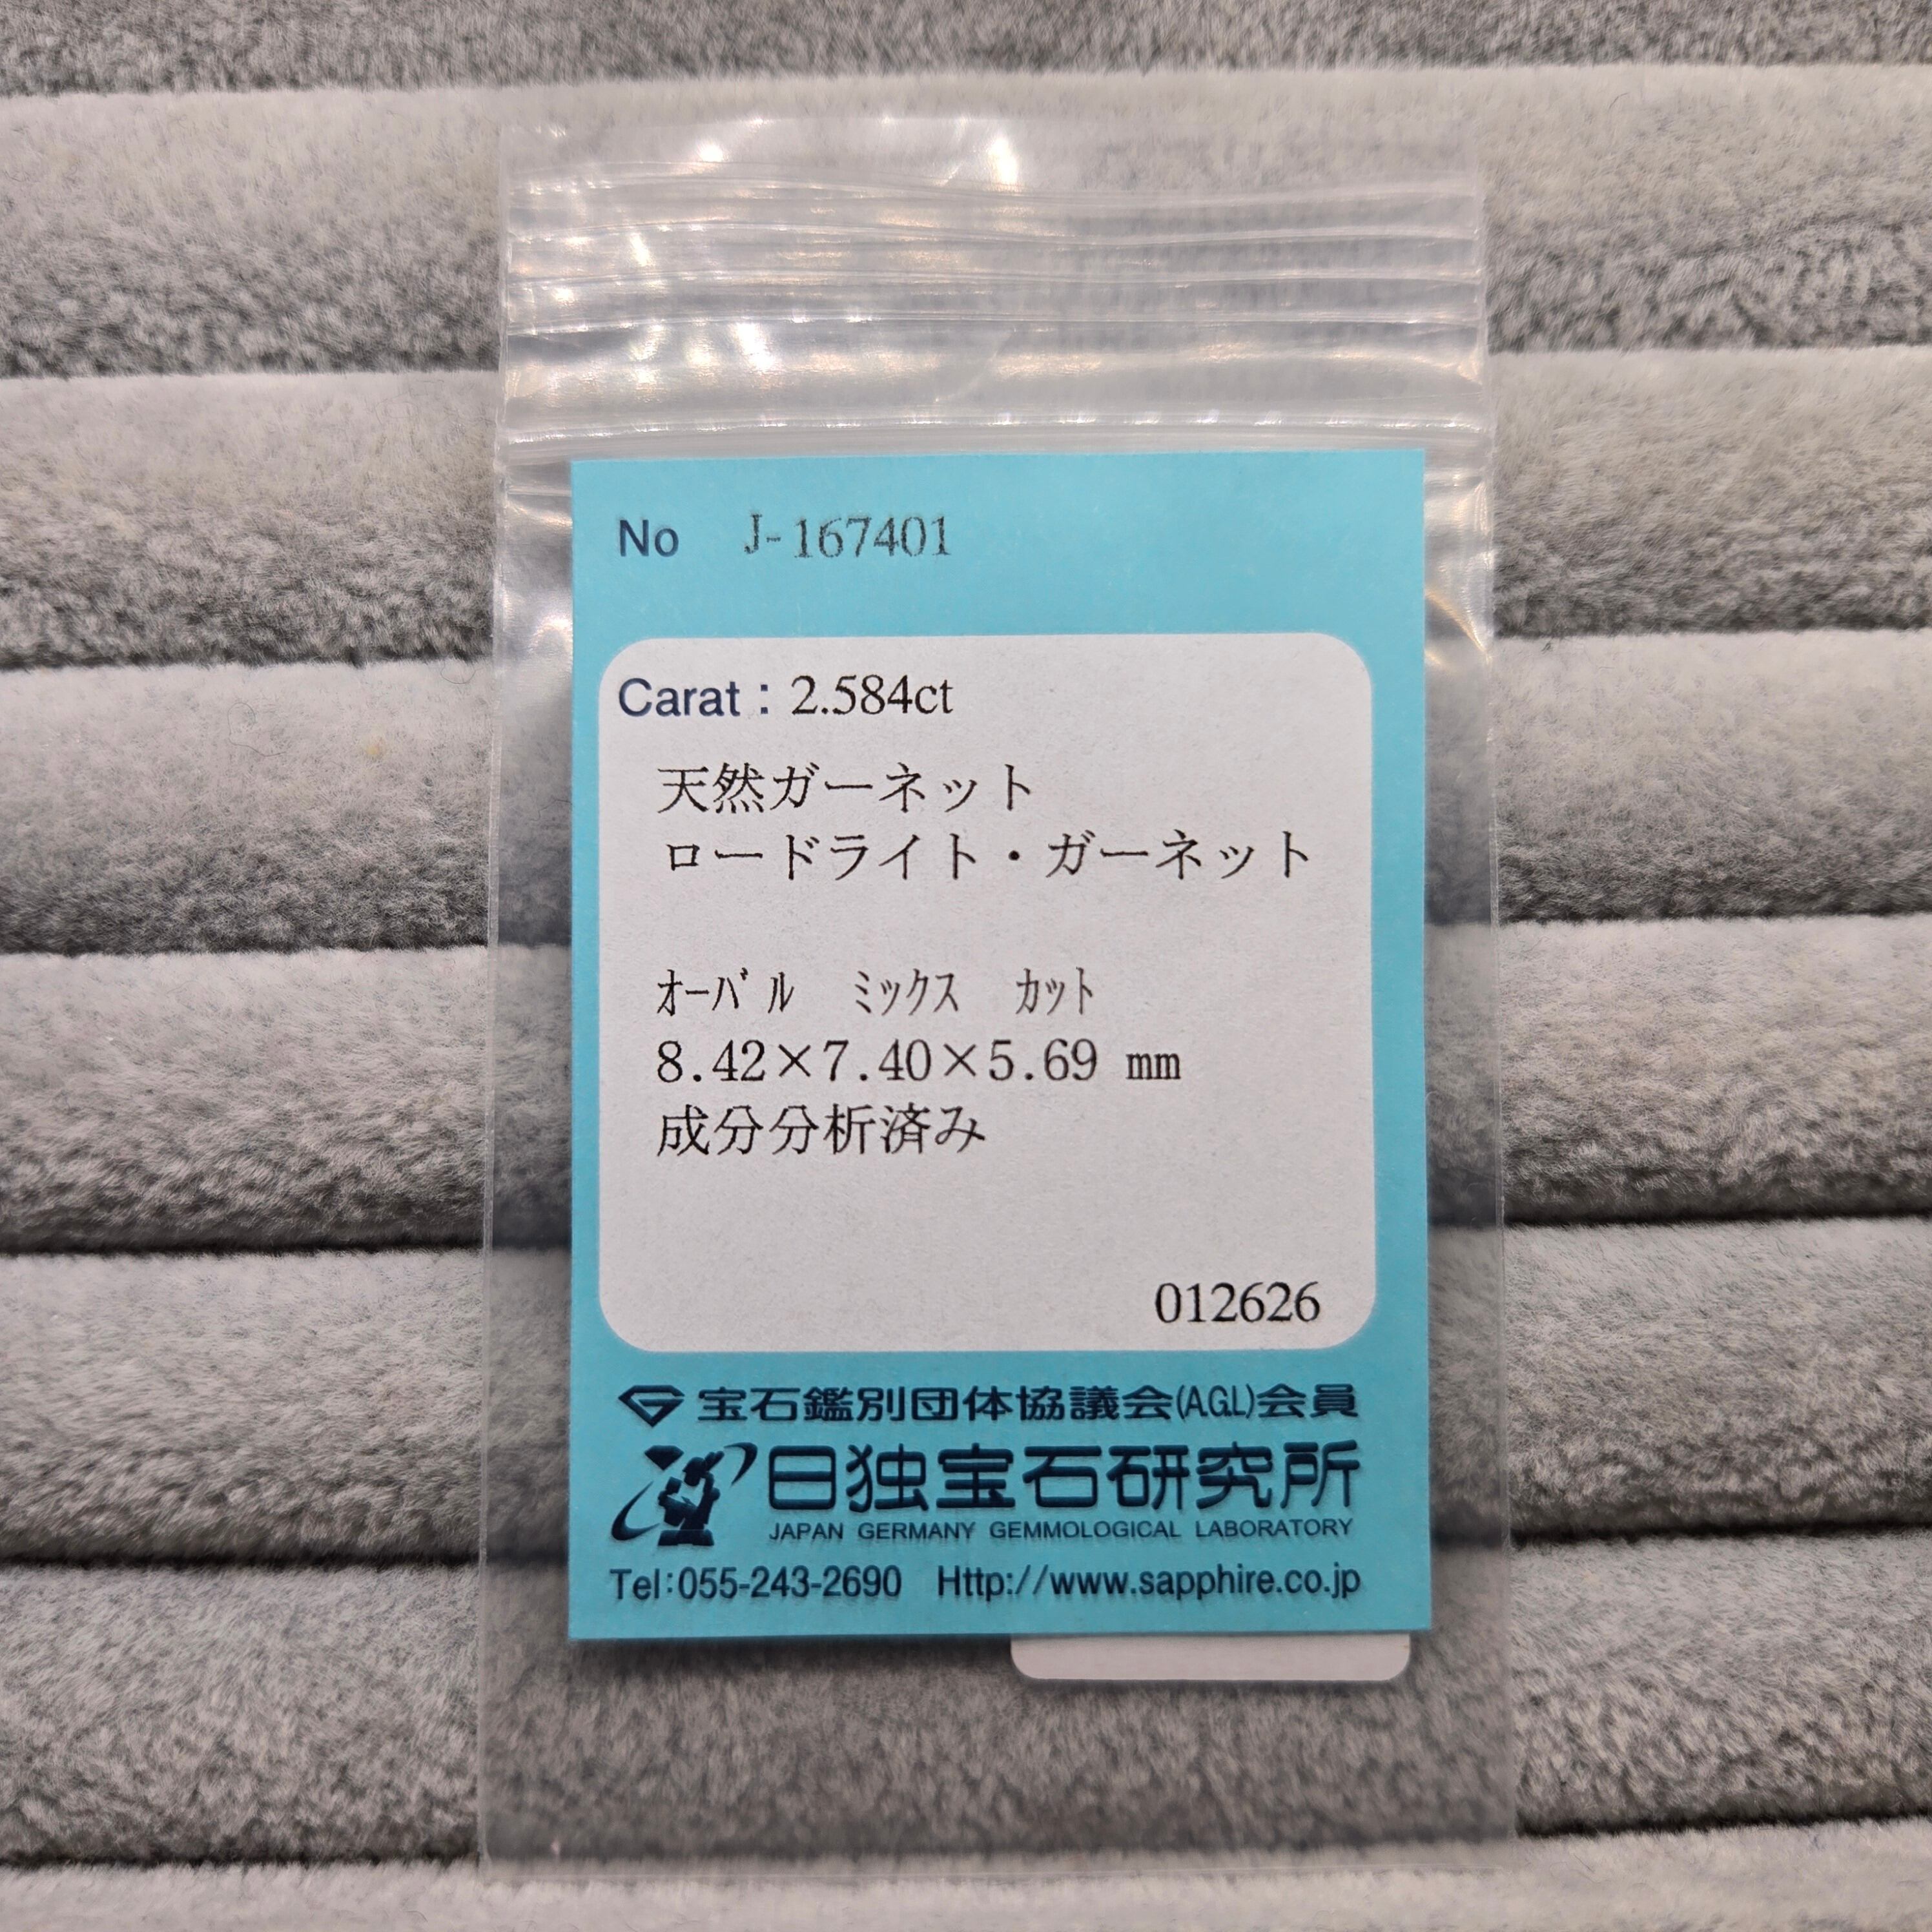 No J-167401
Carat : 2.584ct
天然ガーネット
ロードライト・ガーネット
ｵｰﾊﾞﾙ ﾐｯｸｽ ｶｯﾄ
8.42×7.40×5.69 mm
成分分析済み
012626
宝石鑑別団体協議会(AGL)会員
日独宝石研究所
JAPAN GERMANY GEMMOLOGICAL LABORATORY
Tel:055-243-2690 Http://www.sapphire.co.jp